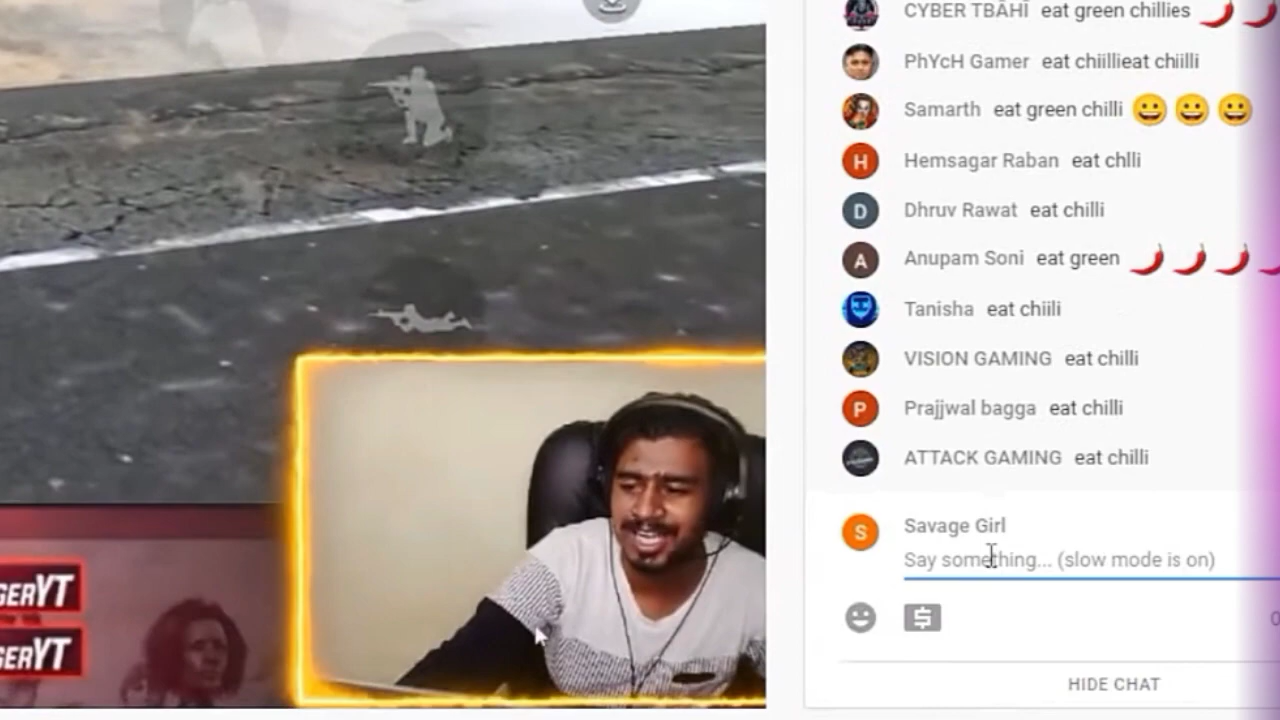 CYBER TBĀHĪ eat green chillies 🌶🌶
PhYcH Gamer eat chiillieat chiilli
Samarth eat green chilli 😀 😀 😀
H Hemsagar Raban eat chlli
D Dhruv Rawat eat chilli
A Anupam Soni eat green 🌶🌶🌶🌶
Tanisha eat chiili
VISION GAMING eat chilli
P Prajjwal bagga eat chilli
ATTACK GAMING eat chilli
S Savage Girl
Say something... (slow mode is on)
HIDE CHAT
GERYT
GERYT